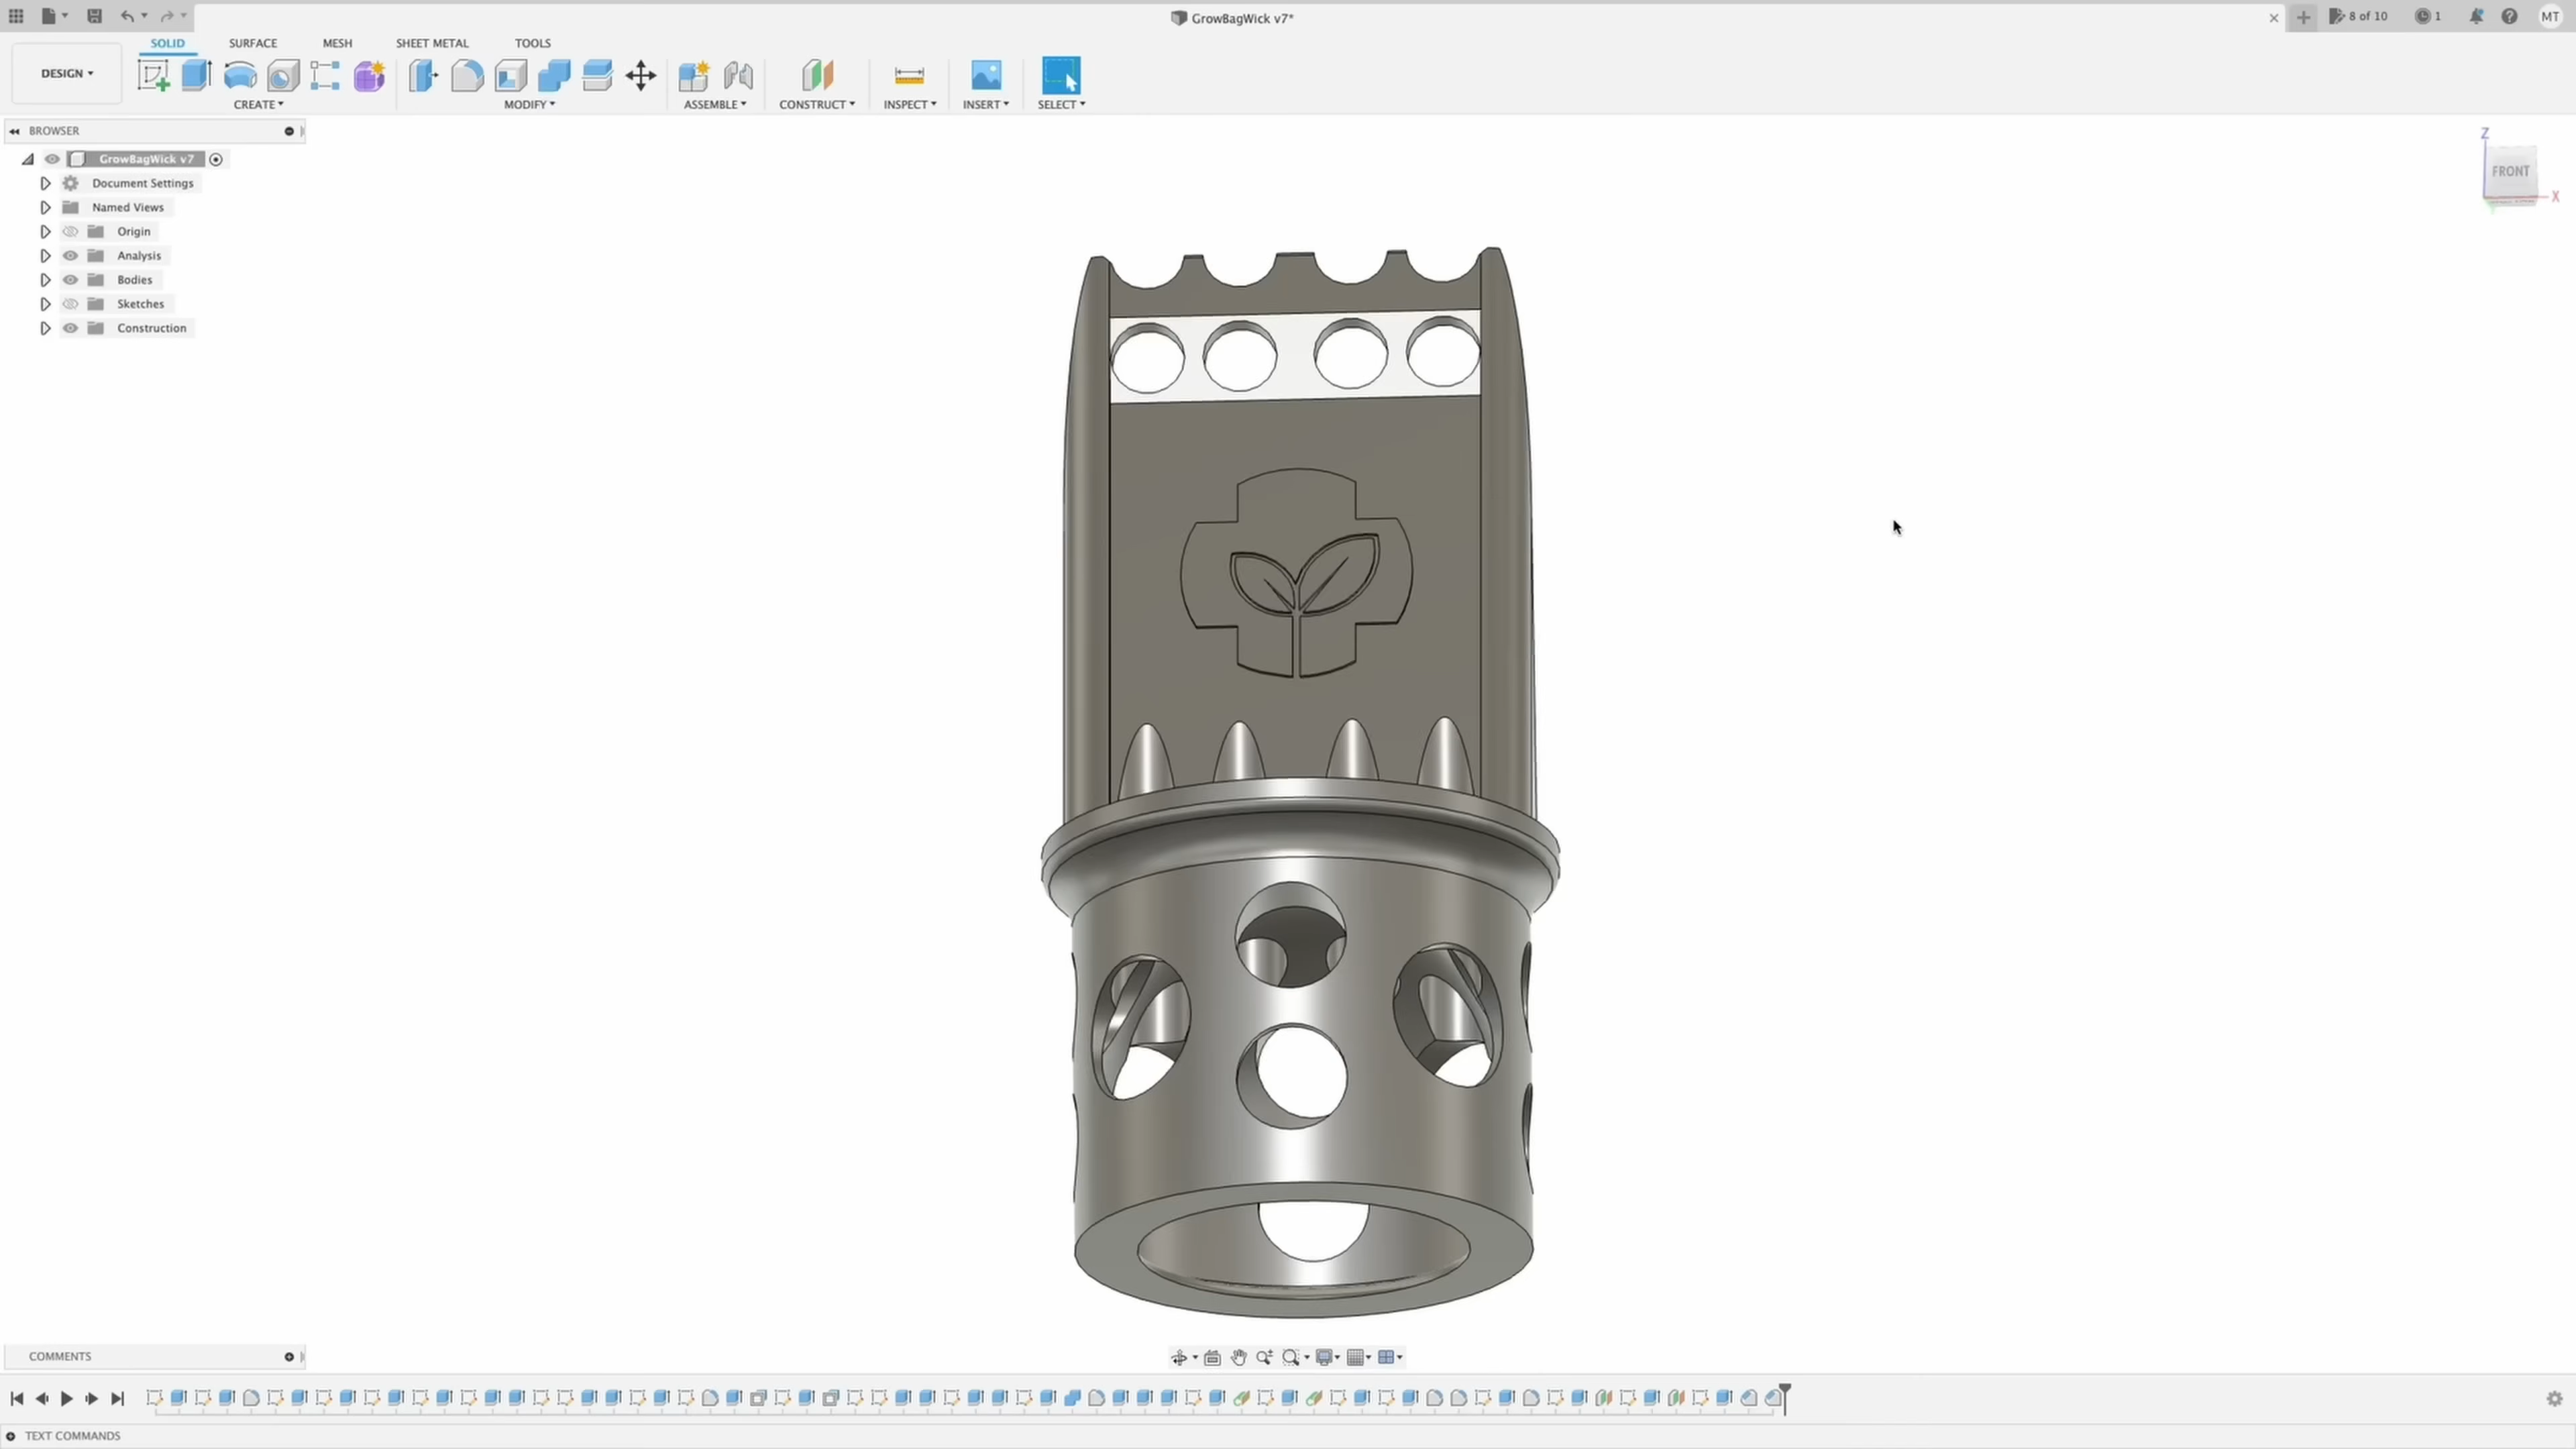 GrowBagWick v7*
8 of 10
1
MT
DESIGN
SOLID
SURFACE
MESH
SHEET METAL
TOOLS
CREATE
MODIFY
ASSEMBLE
CONSTRUCT
INSPECT
INSERT
SELECT
BROWSER
GrowBagWick v7
Document Settings
Named Views
Origin
Analysis
Bodies
Sketches
Construction
Z
FRONT
X
COMMENTS
TEXT COMMANDS